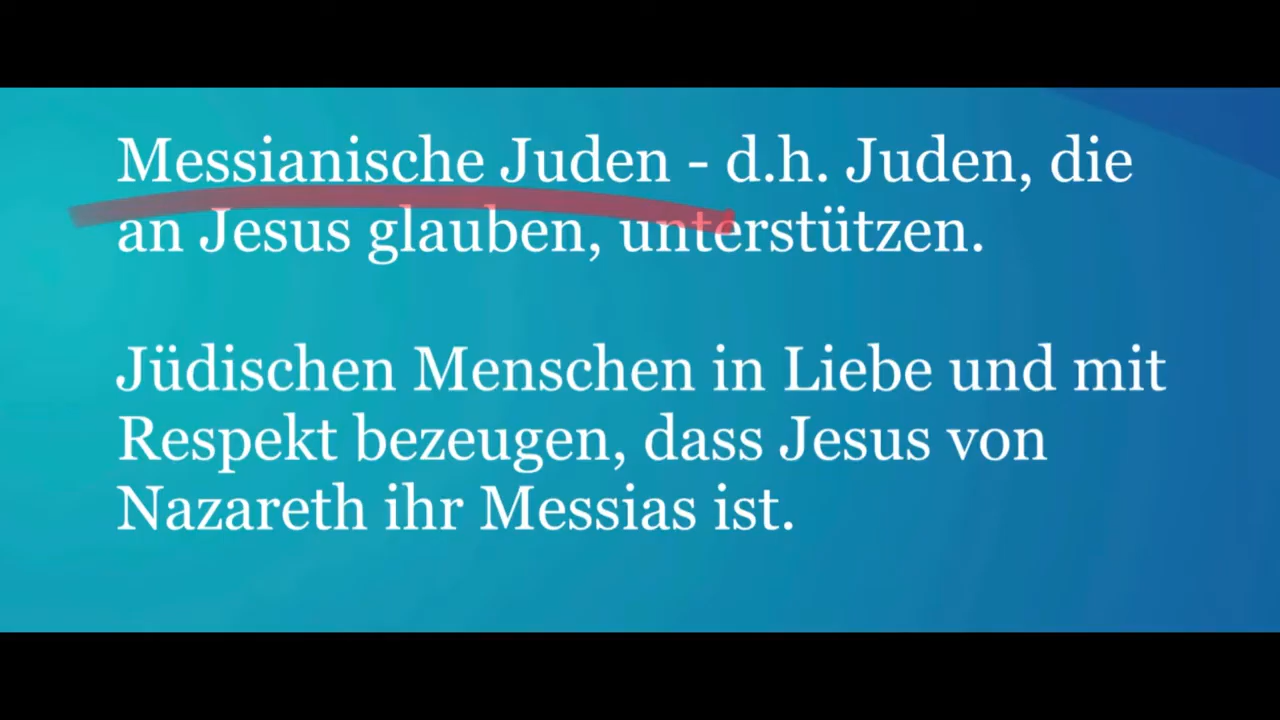 Messianische Juden - d.h. Juden, die
an Jesus glauben, unterstützen.
Jüdischen Menschen in Liebe und mit
Respekt bezeugen, dass Jesus von
Nazareth ihr Messias ist.